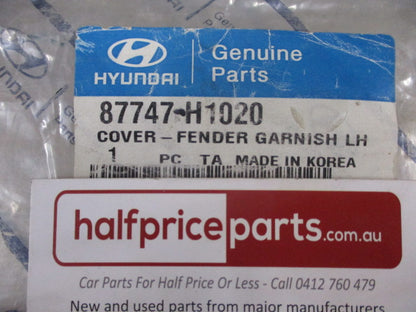 HYUNDAI
Genuine
Parts
87747-H1020
COVER - FENDER GARNISH LH
1 PC TA MADE IN KOREA
halfpriceparts.com.au
Car Parts For Half Price Or Less - Call 0412 760 479
New and used parts from major manufacturers